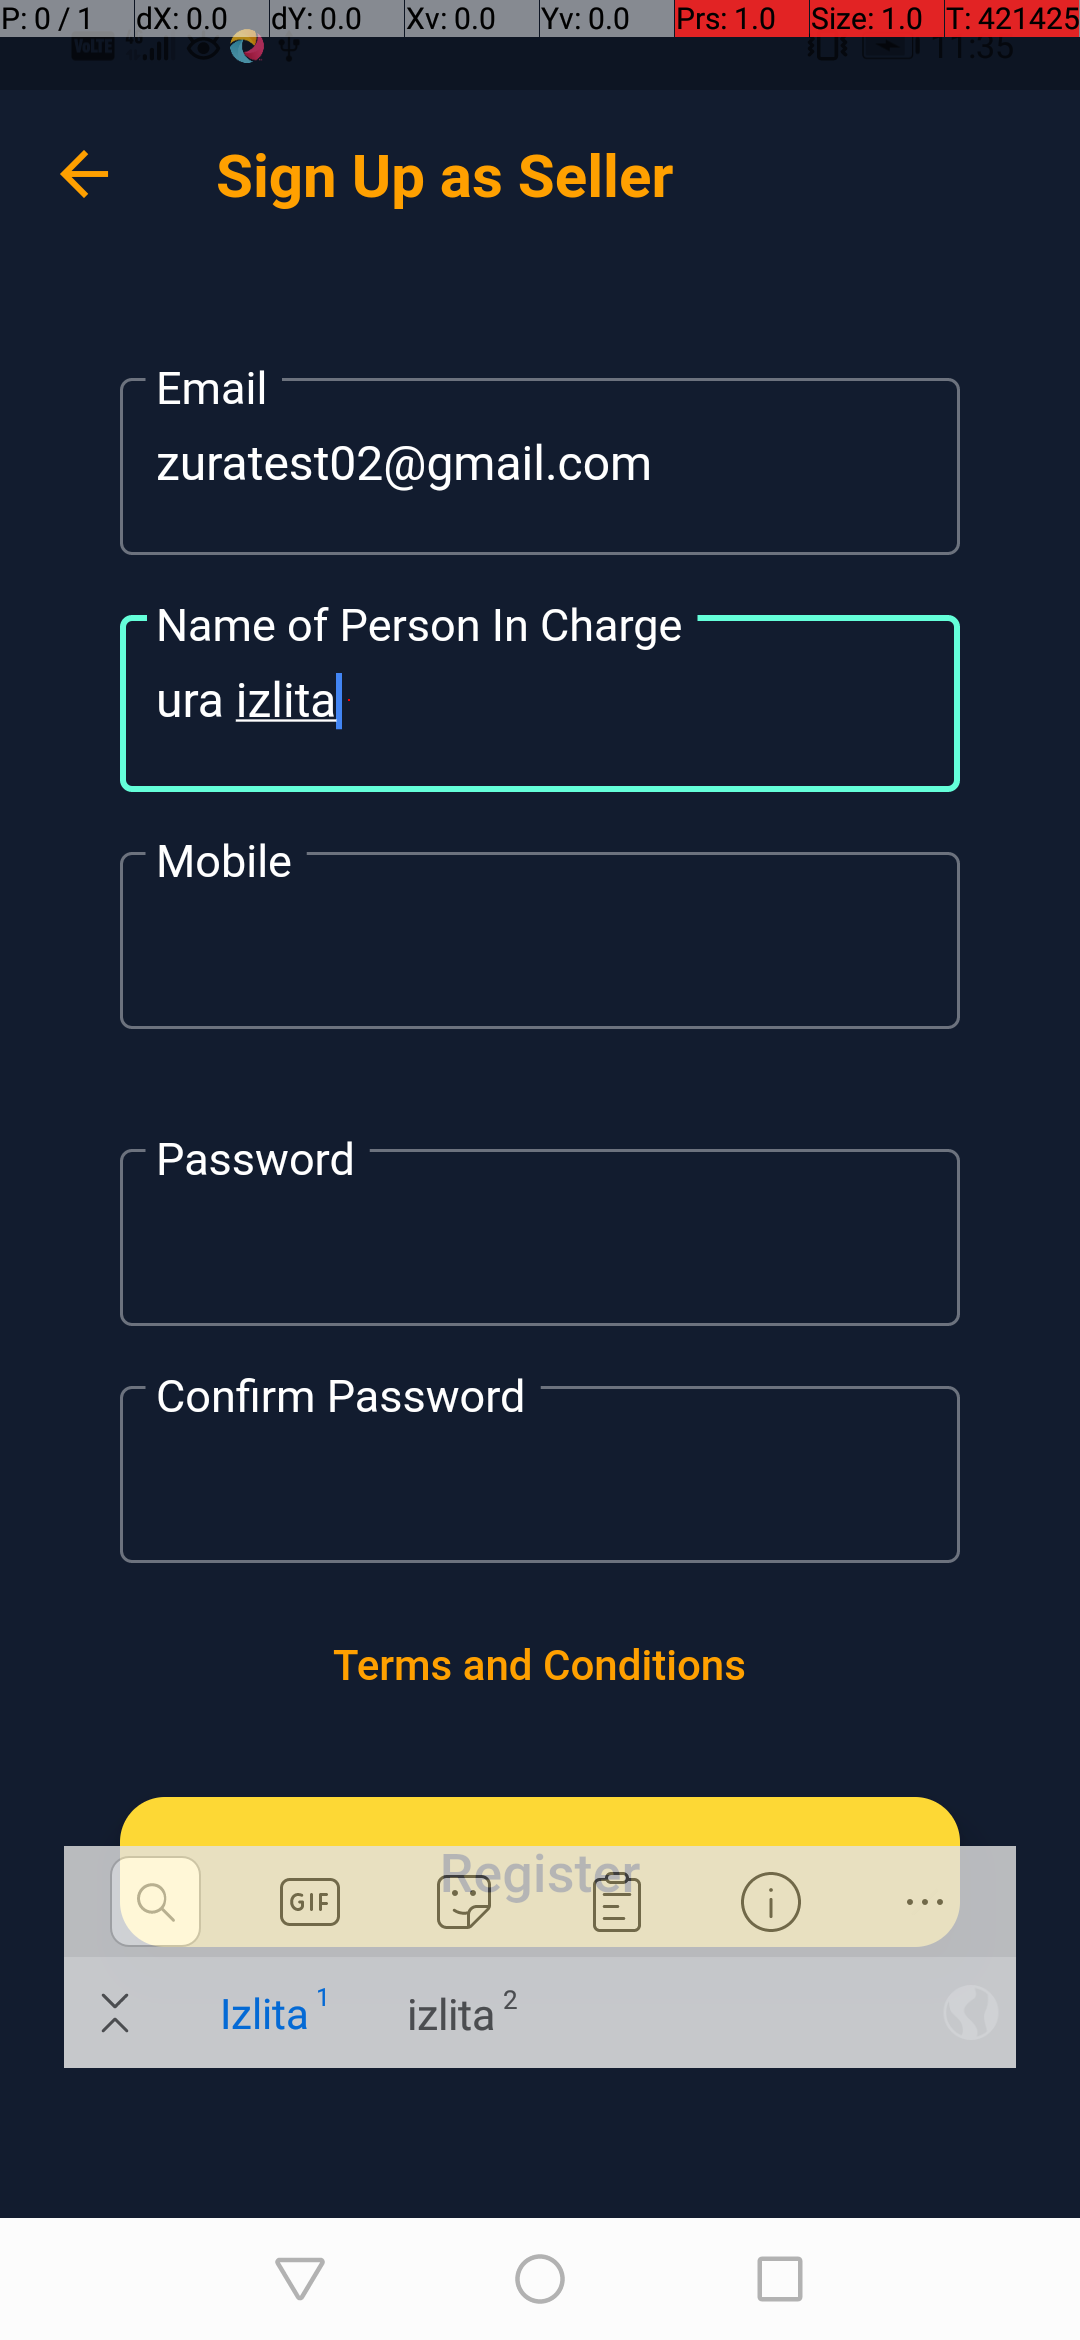 P: 0 / 1 dX: 0.0 dY: 0.0 Xv: 0.0 Yv: 0.0 Prs: 1.0 Size: 1.0 T: 421425
VoLTE 4G 11:35
Sign Up as Seller
Email
zuratest02@gmail.com
Name of Person In Charge
ura izlita
Mobile
Password
Confirm Password
Terms and Conditions
Register
GIF
Izlita 1 izlita 2